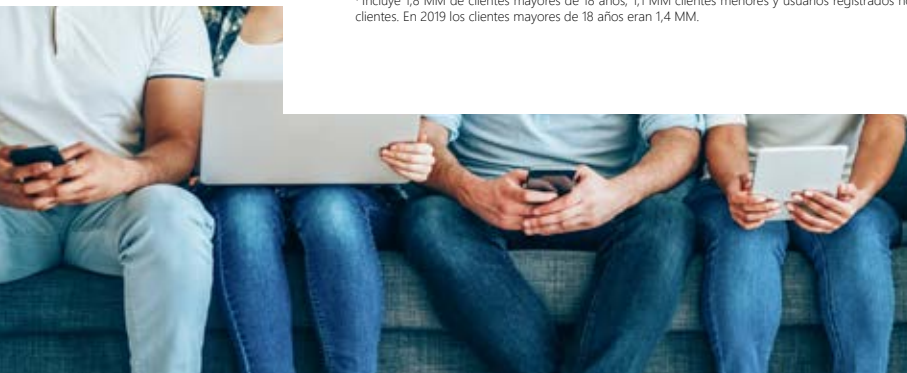 Incluye 1,8 MM de clientes mayores de 18 años, 1,1 MM clientes menores y usuarios registrados no
clientes. En 2019 los clientes mayores de 18 años eran 1,4 MM.